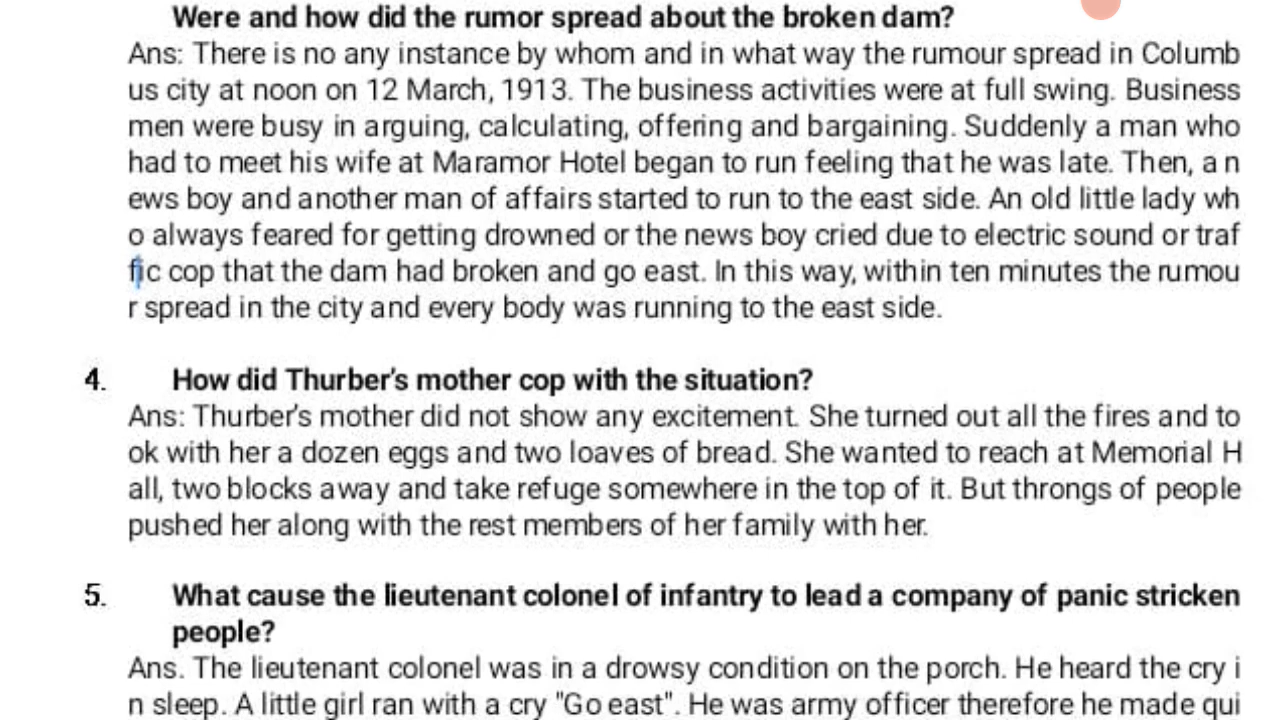 Were and how did the rumor spread about the broken dam?
Ans: There is no any instance by whom and in what way the rumour spread in Columb
us city at noon on 12 March, 1913. The business activities were at full swing. Business
men were busy in arguing, calculating, offering and bargaining. Suddenly a man who
had to meet his wife at Maramor Hotel began to run feeling that he was late. Then, a n
ews boy and another man of affairs started to run to the east side. An old little lady wh
o always feared for getting drowned or the news boy cried due to electric sound or traf
fic cop that the dam had broken and go east. In this way, within ten minutes the rumou
r spread in the city and every body was running to the east side.
4. How did Thurber's mother cop with the situation?
Ans: Thurber's mother did not show any excitement. She turned out all the fires and to
ok with her a dozen eggs and two loaves of bread. She wanted to reach at Memorial H
all, two blocks away and take refuge somewhere in the top of it. But throngs of people
pushed her along with the rest members of her family with her.
5. What cause the lieutenant colonel of infantry to lead a company of panic stricken
people?
Ans. The lieutenant colonel was in a drowsy condition on the porch. He heard the cry i
n sleep. A little girl ran with a cry "Go east". He was army officer therefore he made qui